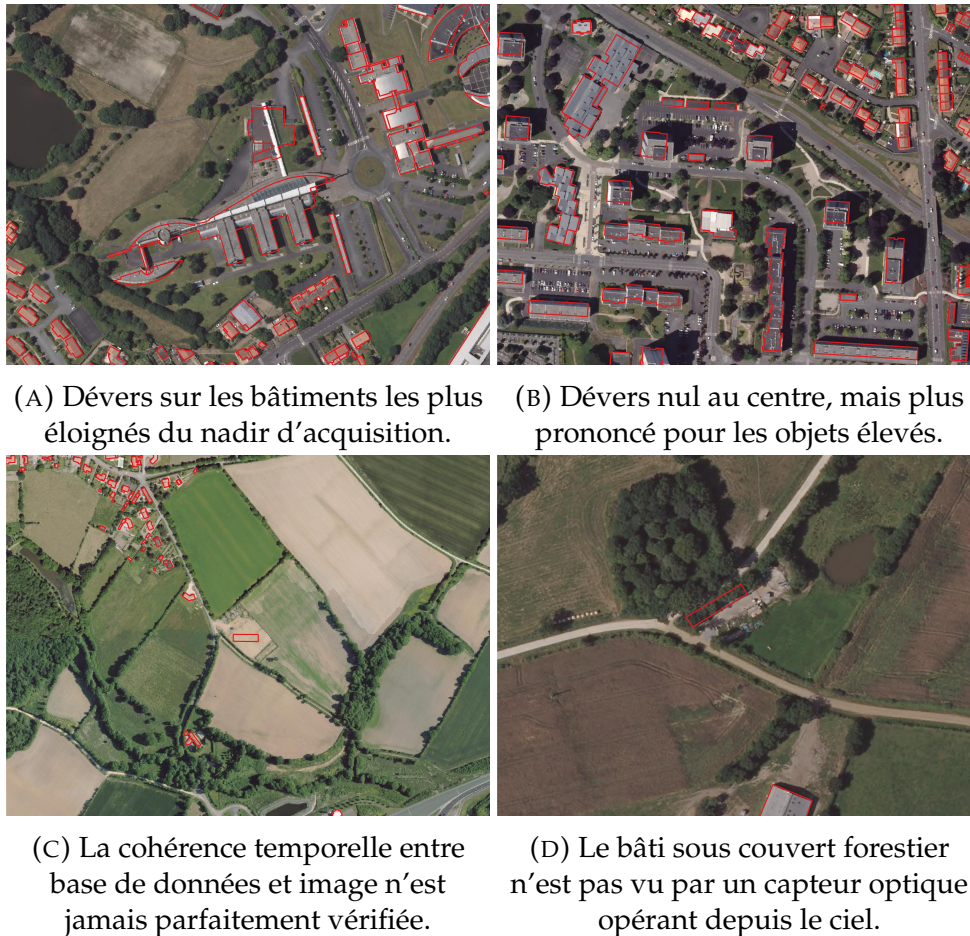 (A) Dévers sur les bâtiments les plus
éloignés du nadir d'acquisition.
(B) Dévers nul au centre, mais plus
prononcé pour les objets élevés.
(C) La cohérence temporelle entre
base de données et image n'est
jamais parfaitement vérifiée.
(D) Le bâti sous couvert forestier
n'est pas vu par un capteur optique
opérant depuis le ciel.